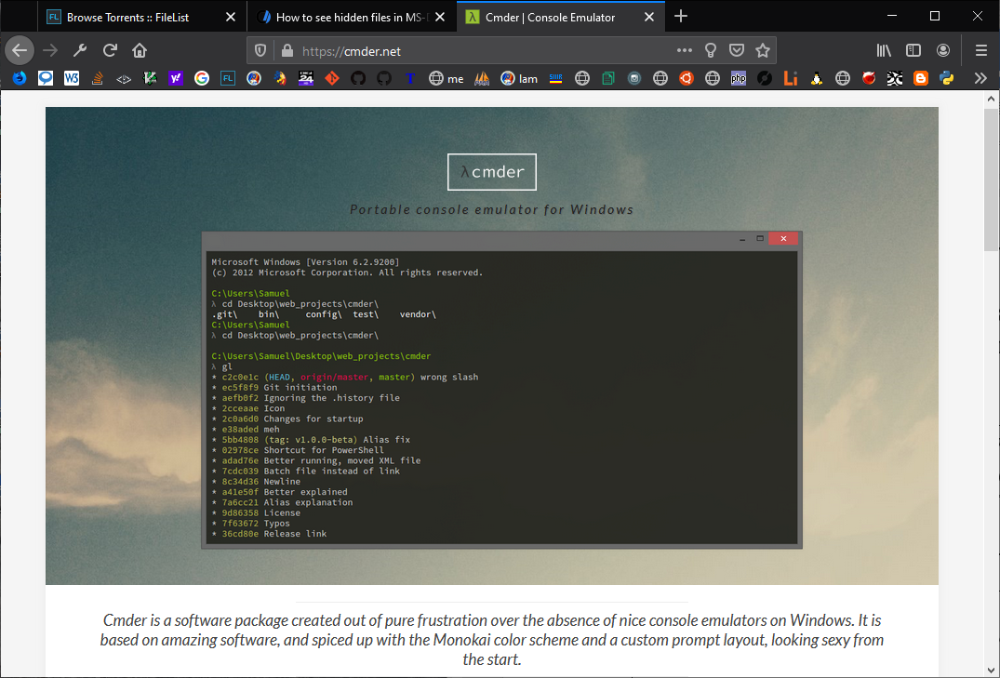 Browse Torrents :: FileList
How to see hidden files in MS-
Cmder | Console Emulator
https://cmder.net
me
lam
λcmder
Portable console emulator for Windows
Microsoft Windows [Version 6.2.9200]
(c) 2012 Microsoft Corporation. All rights reserved.
C:\Users\Samuel
λ cd Desktop\web_projects\cmder\
.git\ bin\ config\ test\ vendor\
C:\Users\Samuel
λ cd Desktop\web_projects\cmder\
C:\Users\Samuel\Desktop\web_projects\cmder
λ gl
* c2c0e1c (HEAD, origin/master, master) wrong slash
* ec5f8f9 Git initiation
* aefb0f2 Ignoring the .history file
* 2cceaae Icon
* 2c0a6d0 Changes for startup
* e38aded meh
* 5bb4808 (tag: v1.0.0-beta) Alias fix
* 02978ce Shortcut for PowerShell
* adad76e Better running, moved XML file
* 7cdc039 Batch file instead of link
* 8c34d36 Newline
* a41e50f Better explained
* 7a6cc21 Alias explanation
* 9d86358 License
* 7f63672 Typos
* 36cd80e Release link
Cmder is a software package created out of pure frustration over the absence of nice console emulators on Windows. It is
based on amazing software, and spiced up with the Monokai color scheme and a custom prompt layout, looking sexy from
the start.